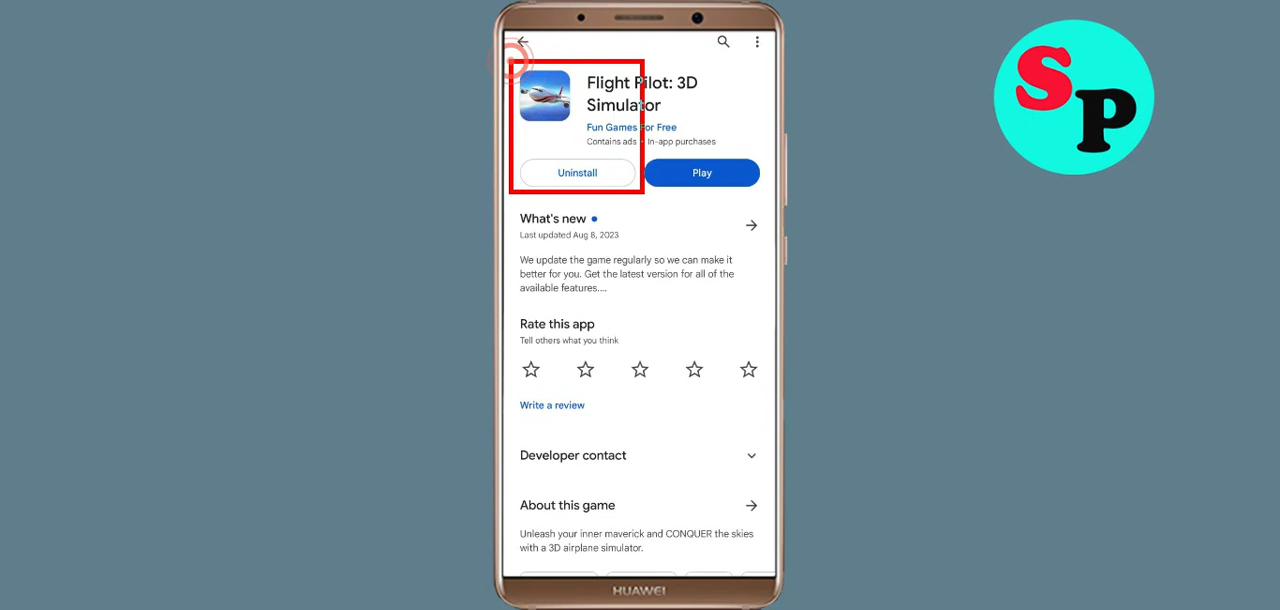 SP
Flight Pilot: 3D
Simulator
Fun Games For Free
Contains ads • In-app purchases
Uninstall
Play
What's new
Last updated Aug 8, 2023
We update the game regularly so we can make it
better for you. Get the latest version for all of the
available features....
Rate this app
Tell others what you think
Write a review
Developer contact
About this game
Unleash your inner maverick and CONQUER the skies
with a 3D airplane simulator.
HUAWEI